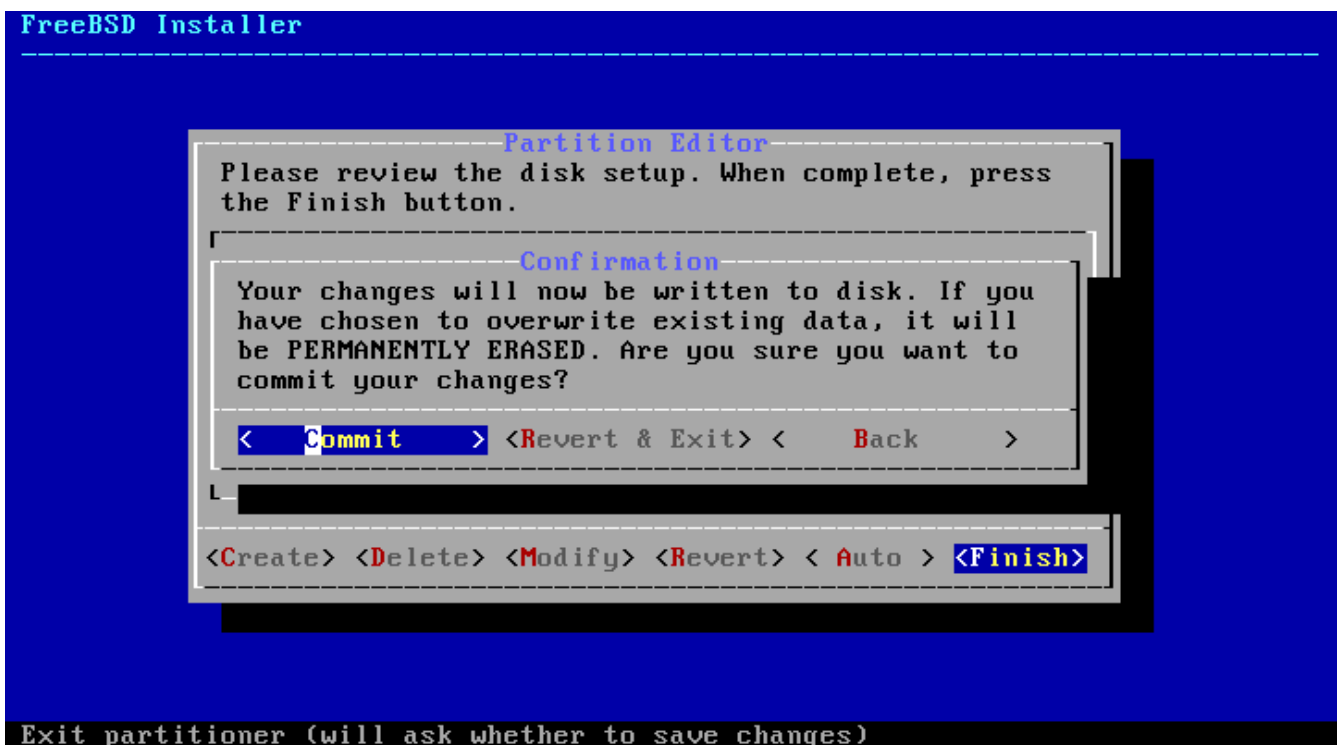 FreeBSD Installer
Partition Editor
Please review the disk setup. When complete, press
the Finish button.
Confirmation
Your changes will now be written to disk. If you
have chosen to overwrite existing data, it will
be PERMANENTLY ERASED. Are you sure you want to
commit your changes?
<   Commit   > <Revert & Exit> <   Back   >
<Create> <Delete> <Modify> <Revert> < Auto > <Finish>
Exit partitioner (will ask whether to save changes)